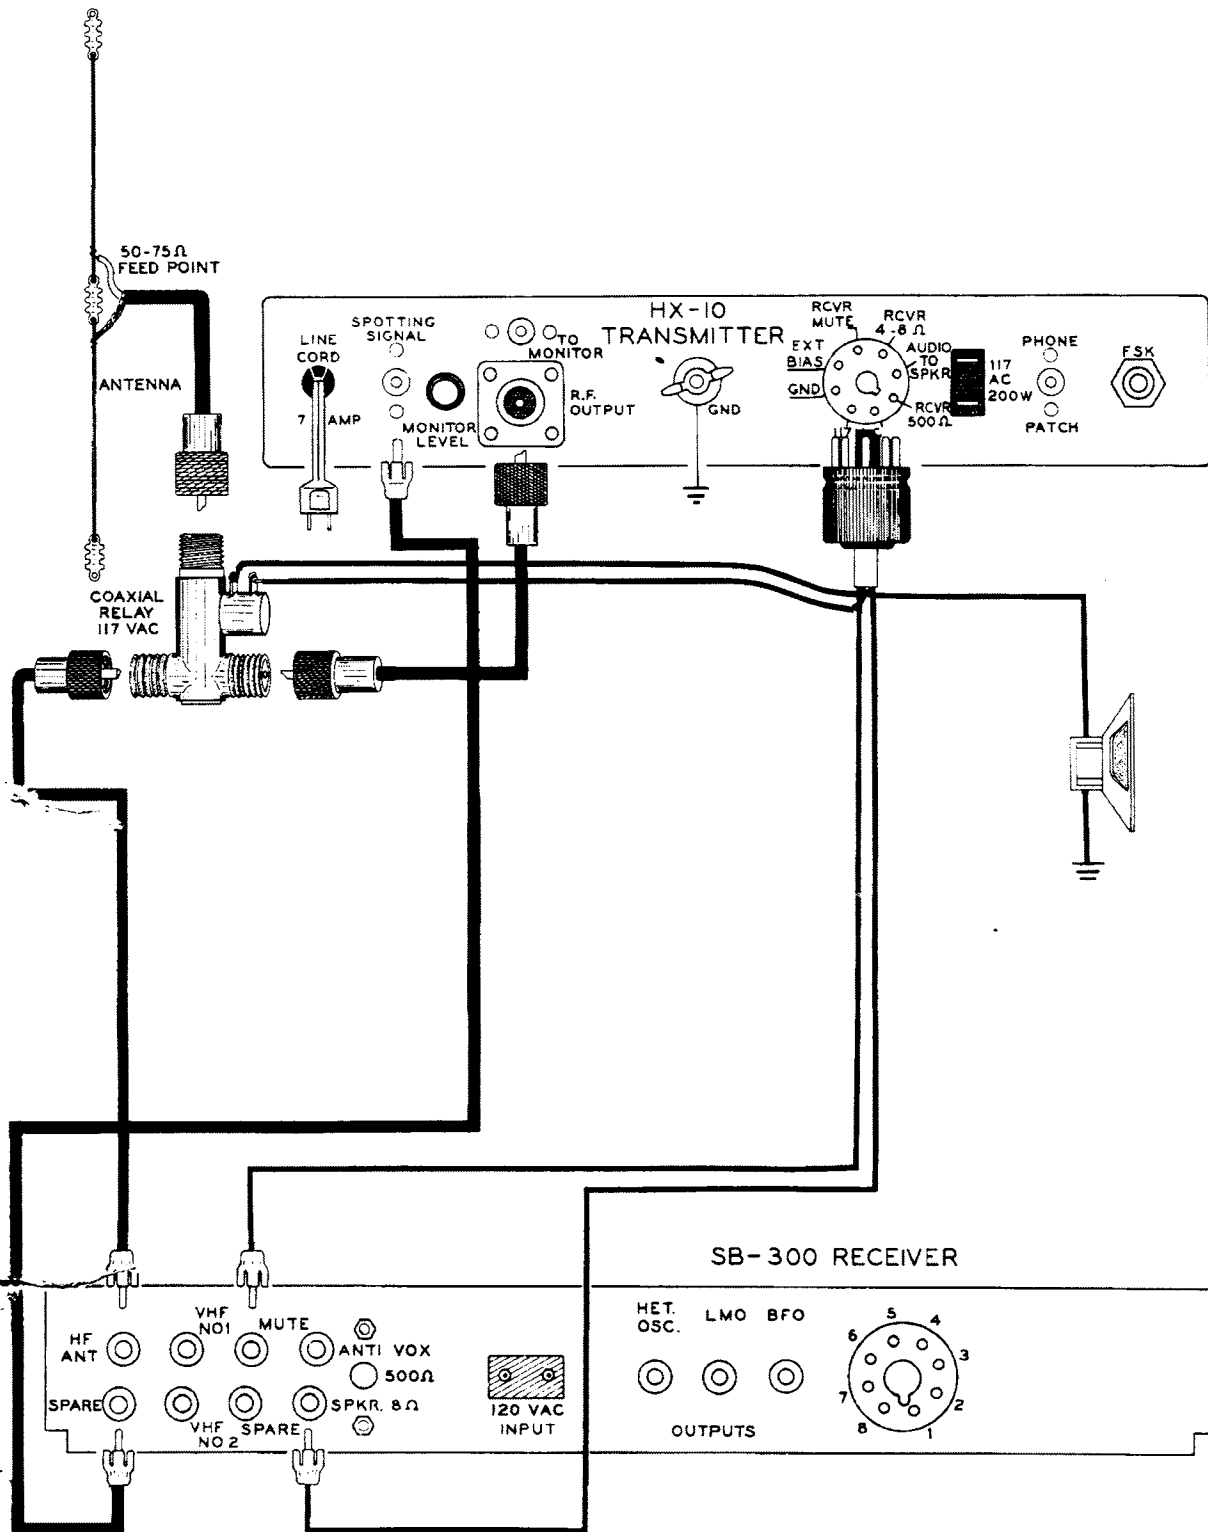 50-75Ω
FEED POINT
ANTENNA
HX-10
TRANSMITTER
LINE
CORD
7 AMP
SPOTTING
SIGNAL
MONITOR
LEVEL
TO
MONITOR
R.F.
OUTPUT
GND
RCVR
MUTE
RCVR
4-8 Ω
EXT
BIAS
AUDIO
TO
SPKR
GND
RCVR
500Ω
117
AC
200W
PHONE
PATCH
FSK
COAXIAL
RELAY
117 VAC
SB-300 RECEIVER
HF
ANT
VHF
NO1
MUTE
ANTI VOX
500Ω
SPARE
VHF
NO 2
SPARE
SPKR. 8Ω
120 VAC
INPUT
HET.
OSC.
LMO
BFO
OUTPUTS
5
4
6
3
7
2
8
1